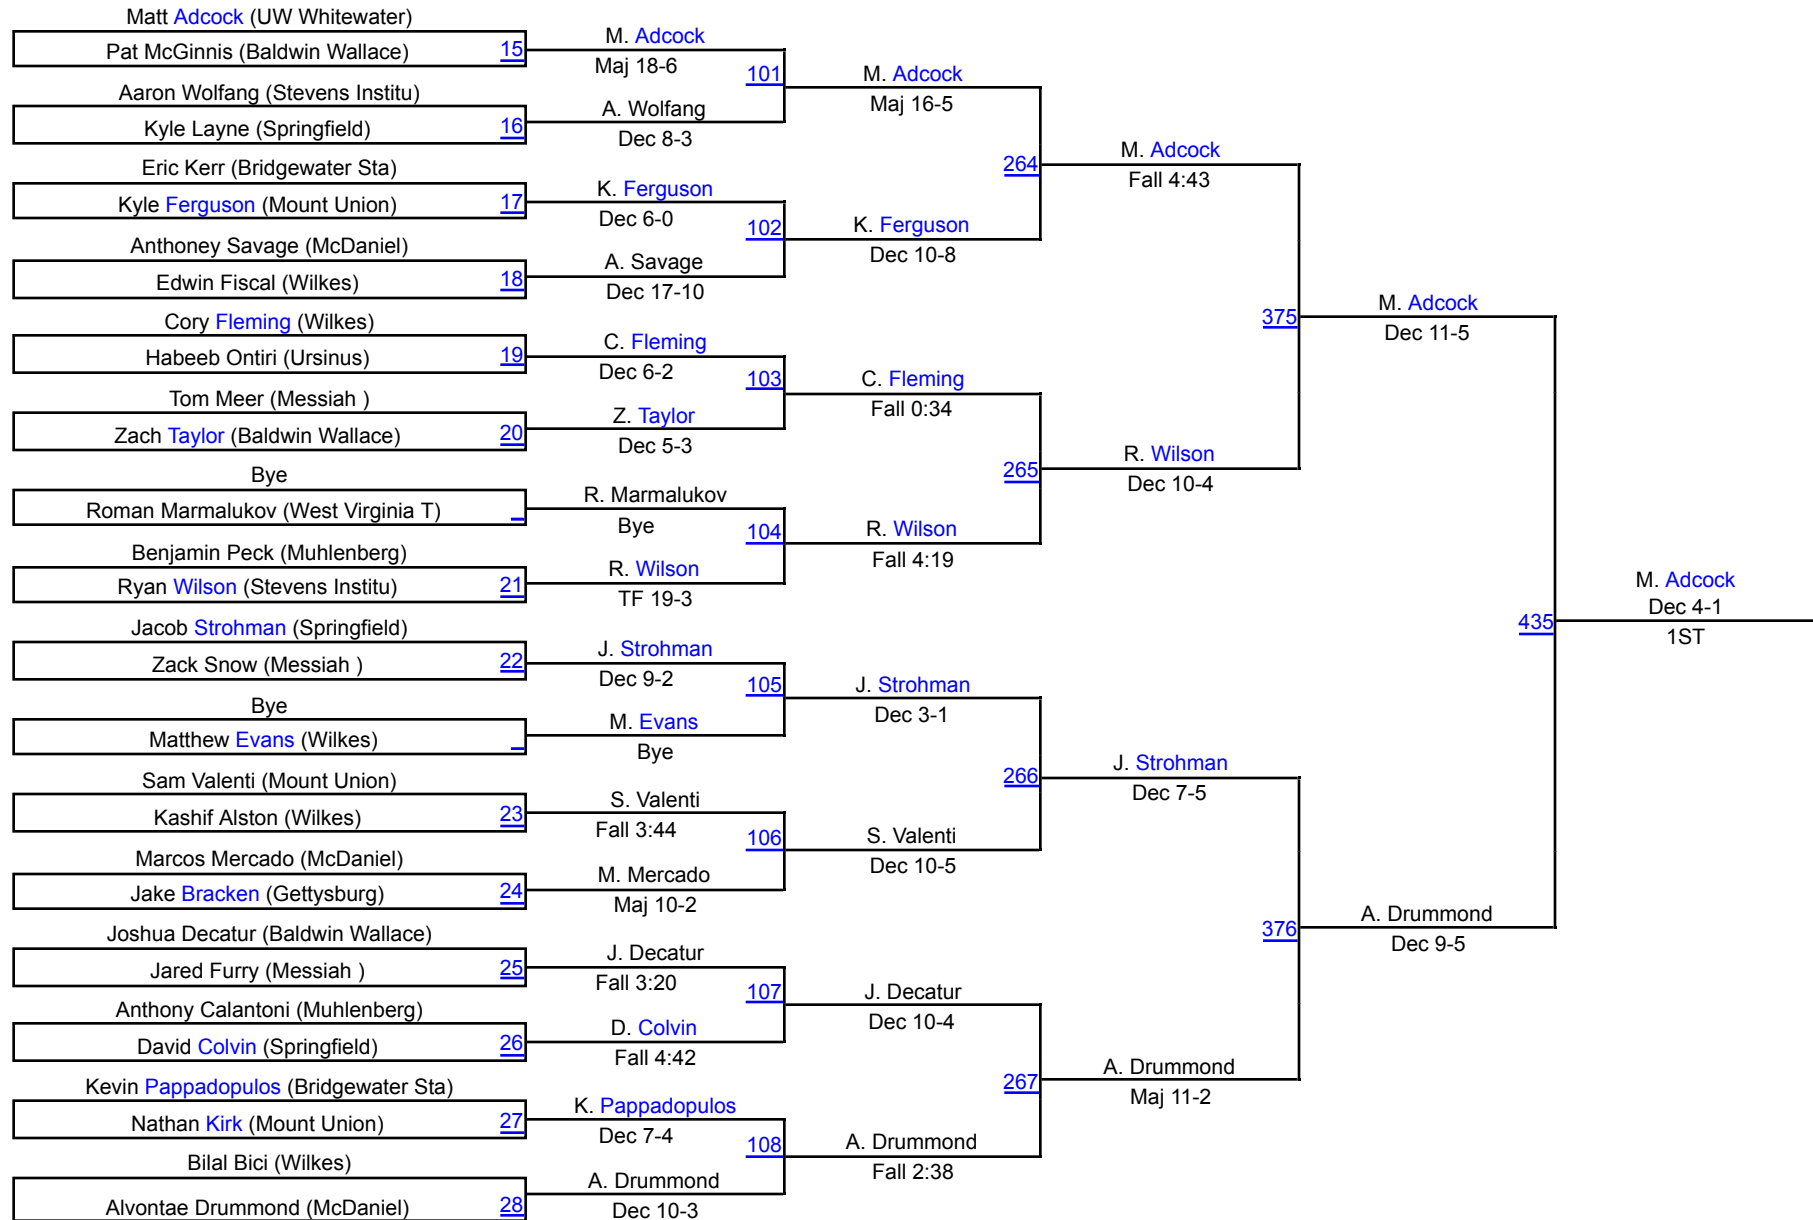 Matt Adcock (UW Whitewater)
Pat McGinnis (Baldwin Wallace)
15
Aaron Wolfang (Stevens Institu)
Kyle Layne (Springfield)
16
Eric Kerr (Bridgewater Sta)
Kyle Ferguson (Mount Union)
17
Anthoney Savage (McDaniel)
Edwin Fiscal (Wilkes)
18
Cory Fleming (Wilkes)
Habeeb Ontiri (Ursinus)
19
Tom Meer (Messiah )
Zach Taylor (Baldwin Wallace)
20
Bye
Roman Marmalukov (West Virginia T)
Benjamin Peck (Muhlenberg)
Ryan Wilson (Stevens Institu)
21
Jacob Strohman (Springfield)
Zack Snow (Messiah )
22
Bye
Matthew Evans (Wilkes)
Sam Valenti (Mount Union)
Kashif Alston (Wilkes)
23
Marcos Mercado (McDaniel)
Jake Bracken (Gettysburg)
24
Joshua Decatur (Baldwin Wallace)
Jared Furry (Messiah )
25
Anthony Calantoni (Muhlenberg)
David Colvin (Springfield)
26
Kevin Pappadopulos (Bridgewater Sta)
Nathan Kirk (Mount Union)
27
Bilal Bici (Wilkes)
Alvontae Drummond (McDaniel)
28
M. Adcock
Maj 18-6
101
A. Wolfang
Dec 8-3
K. Ferguson
Dec 6-0
102
A. Savage
Dec 17-10
C. Fleming
Dec 6-2
103
Z. Taylor
Dec 5-3
R. Marmalukov
Bye
104
R. Wilson
TF 19-3
J. Strohman
Dec 9-2
105
M. Evans
Bye
S. Valenti
Fall 3:44
106
M. Mercado
Maj 10-2
J. Decatur
Fall 3:20
107
D. Colvin
Fall 4:42
K. Pappadopulos
Dec 7-4
108
A. Drummond
Dec 10-3
M. Adcock
Maj 16-5
264
K. Ferguson
Dec 10-8
C. Fleming
Fall 0:34
265
R. Wilson
Fall 4:19
J. Strohman
Dec 3-1
266
S. Valenti
Dec 10-5
J. Decatur
Dec 10-4
267
A. Drummond
Fall 2:38
M. Adcock
Fall 4:43
375
R. Wilson
Dec 10-4
J. Strohman
Dec 7-5
376
A. Drummond
Maj 11-2
M. Adcock
Dec 11-5
435
A. Drummond
Dec 9-5
M. Adcock
Dec 4-1
1ST